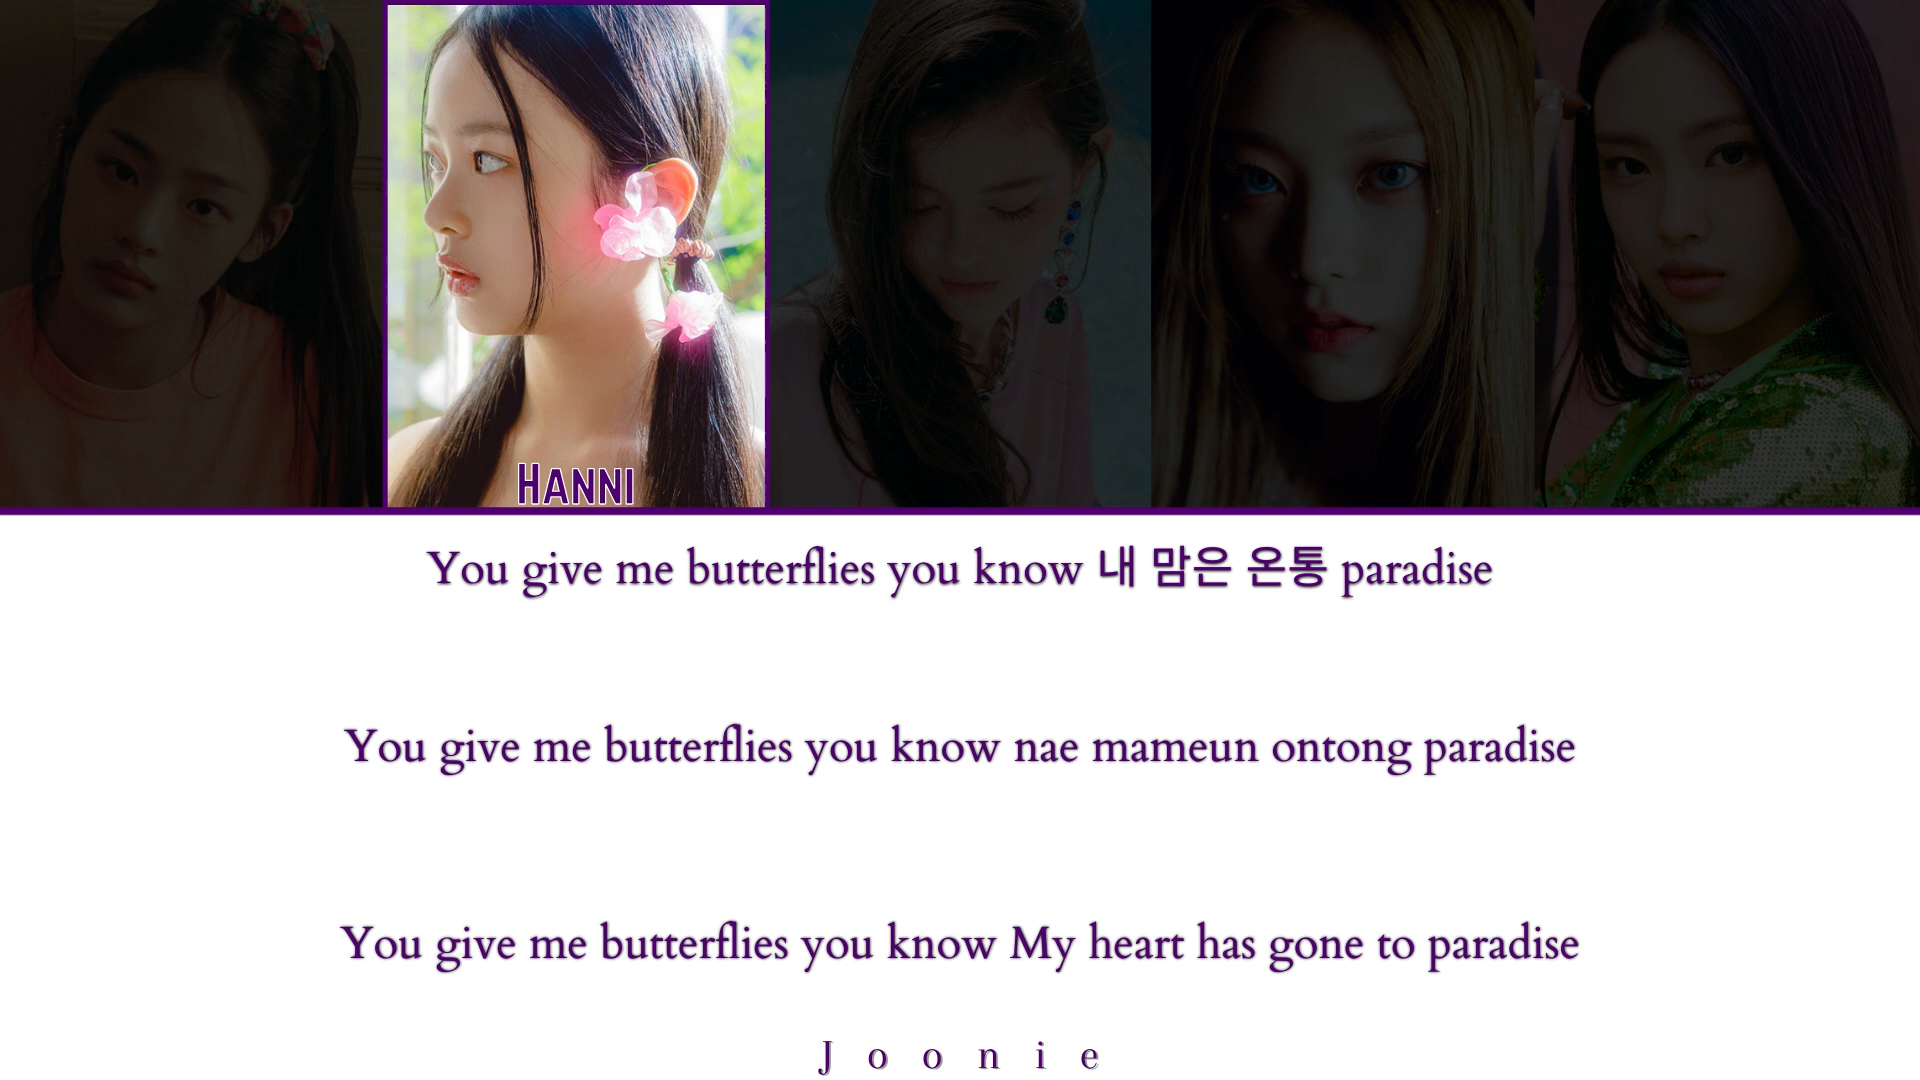 HANNI
You give me butterflies you know 내 맘은 온통 paradise
You give me butterflies you know nae mameun ontong paradise
You give me butterflies you know My heart has gone to paradise
Joonie